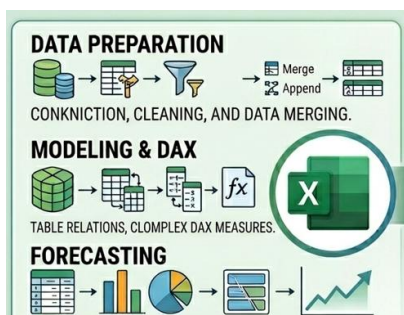 DATA PREPARATION
Merge
Append
CONKNICTION, CLEANING, AND DATA MERGING.
MODELING & DAX
fx
X
TABLE RELATIONS, CLOMPLEX DAX MEASURES.
FORECASTING